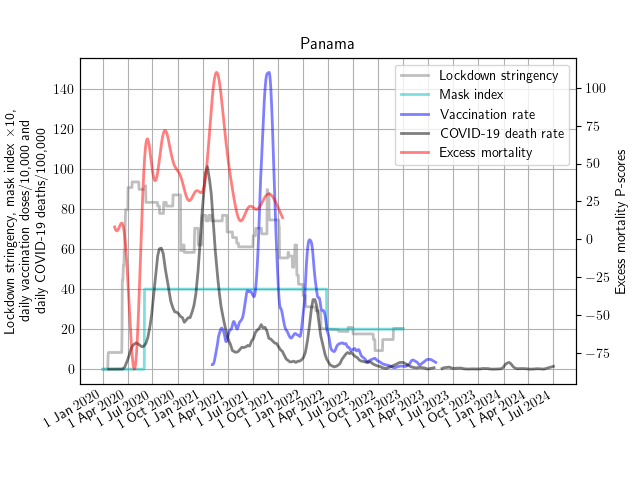 Panama
Lockdown stringency, mask index ×10,
daily vaccination doses/10,000 and
daily COVID-19 deaths/100,000
140
120
100
80
60
40
20
0
Lockdown stringency
Mask index
Vaccination rate
COVID-19 death rate
Excess mortality
100
75
50
25
0
−25
−50
−75
Excess mortality P-scores
1 Jan 2020
1 Apr 2020
1 Jul 2020
1 Oct 2020
1 Jan 2021
1 Apr 2021
1 Jul 2021
1 Oct 2021
1 Jan 2022
1 Apr 2022
1 Jul 2022
1 Oct 2022
1 Jan 2023
1 Apr 2023
1 Jul 2023
1 Oct 2023
1 Jan 2024
1 Apr 2024
1 Jul 2024